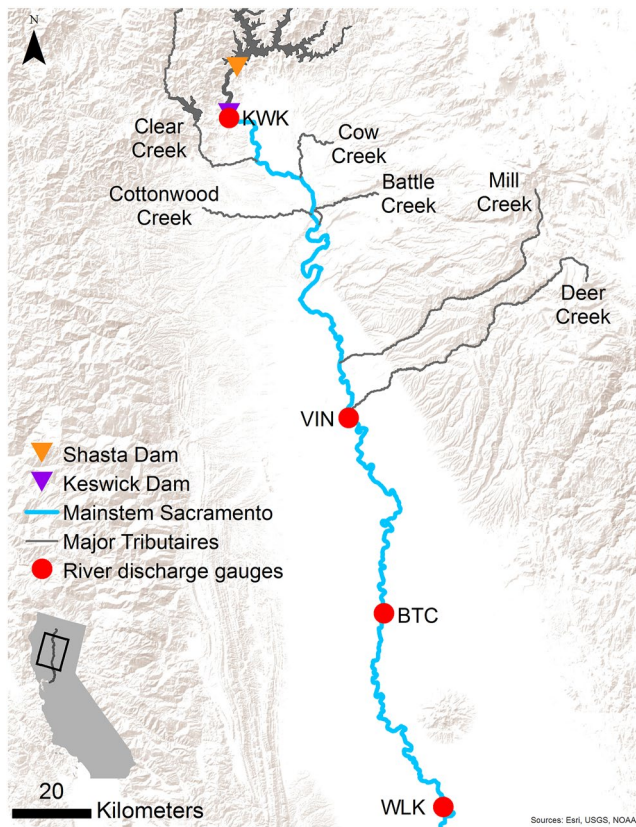 N
KWK
Clear
Creek
Cow
Creek
Cottonwood
Creek
Battle
Creek
Mill
Creek
Deer
Creek
VIN
Shasta Dam
Keswick Dam
Mainstem Sacramento
Major Tributaires
River discharge gauges
BTC
20
Kilometers
WLK
Sources: Esri, USGS, NOAA